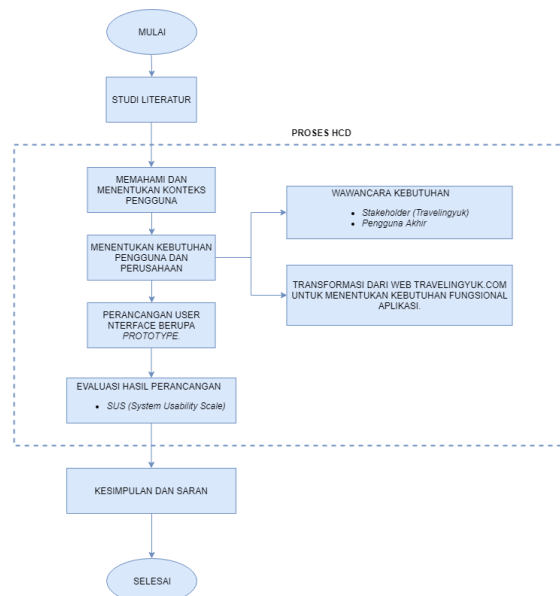 MULAI
STUDI LITERATUR
PROSES HCD
MEMAHAMI DAN
MENENTUKAN KONTEKS
PENGGUNA
MENENTUKAN KEBUTUHAN
PENGGUNA DAN
PERUSAHAAN
WAWANCARA KEBUTUHAN
• Stakeholder (Travelingyuk)
• Pengguna Akhir
TRANSFORMASI DARI WEB TRAVELINGYUK.COM
UNTUK MENENTUKAN KEBUTUHAN FUNGSIONAL
APLIKASI.
PERANCANGAN USER
NTERFACE BERUPA
PROTOTYPE.
EVALUASI HASIL PERANCANGAN
• SUS (System Usability Scale)
KESIMPULAN DAN SARAN
SELESAI